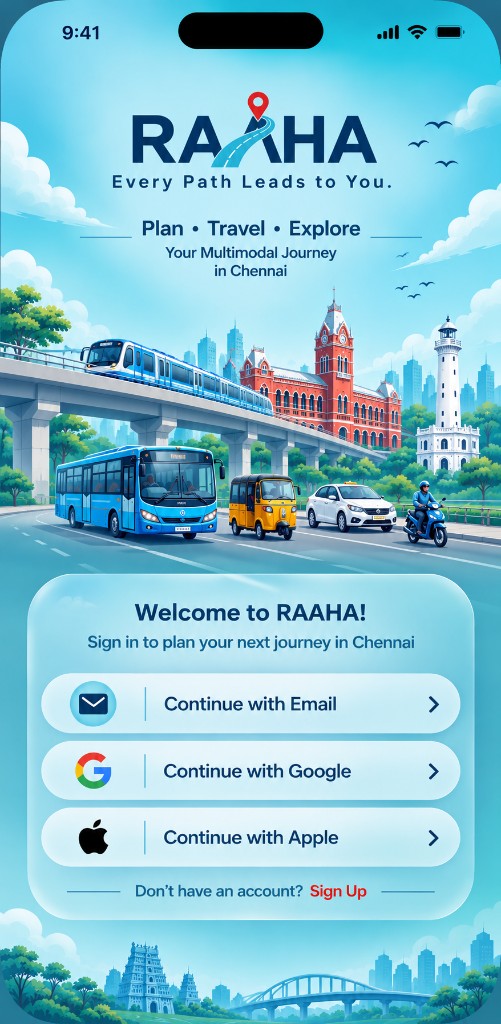 9:41
RAAHA
Every Path Leads to You.
Plan • Travel • Explore
Your Multimodal Journey
in Chennai
Welcome to RAAHA!
Sign in to plan your next journey in Chennai
Continue with Email
Continue with Google
Continue with Apple
Don't have an account? Sign Up